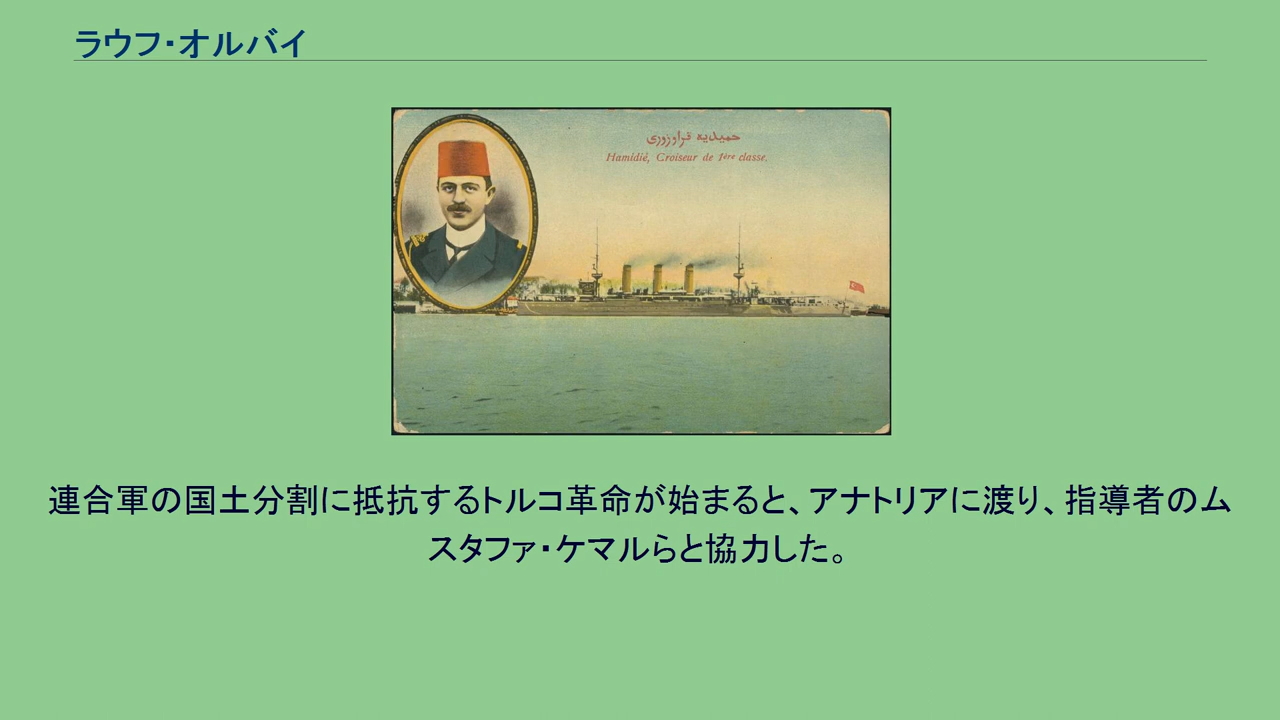 ラウフ・オルバイ
حمیدیه قراوزوری
Hamidié, Croiseur de 1ère classe.
連合軍の国土分割に抵抗するトルコ革命が始まると、アナトリアに渡り、指導者のム
スタファ・ケマルらと協力した。